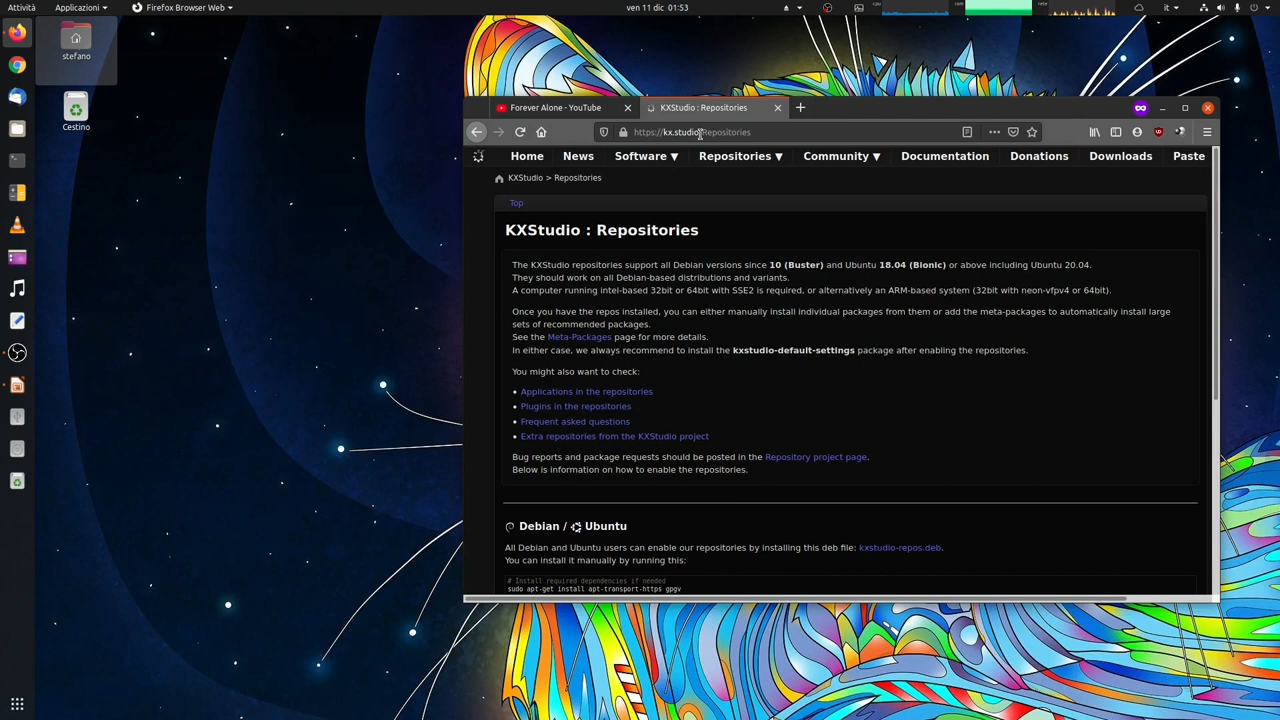 Attività Applicazioni Firefox Browser Web ven 11 dic 01:53 cpu ram rete it
stefano
Cestino
Forever Alone - YouTube KXStudio : Repositories
https://kx.studio/Repositories
Home News Software ▼ Repositories ▼ Community ▼ Documentation Donations Downloads Paste
KXStudio > Repositories
Top
KXStudio : Repositories
The KXStudio repositories support all Debian versions since 10 (Buster) and Ubuntu 18.04 (Bionic) or above including Ubuntu 20.04.
They should work on all Debian-based distributions and variants.
A computer running intel-based 32bit or 64bit with SSE2 is required, or alternatively an ARM-based system (32bit with neon-vfpv4 or 64bit).
Once you have the repos installed, you can either manually install individual packages from them or add the meta-packages to automatically install large
sets of recommended packages.
See the Meta-Packages page for more details.
In either case, we always recommend to install the kxstudio-default-settings package after enabling the repositories.
You might also want to check:
• Applications in the repositories
• Plugins in the repositories
• Frequent asked questions
• Extra repositories from the KXStudio project
Bug reports and package requests should be posted in the Repository project page.
Below is information on how to enable the repositories.
Debian / Ubuntu
All Debian and Ubuntu users can enable our repositories by installing this deb file: kxstudio-repos.deb.
You can install it manually by running this:
# Install required dependencies if needed
sudo apt-get install apt-transport-https gpgv